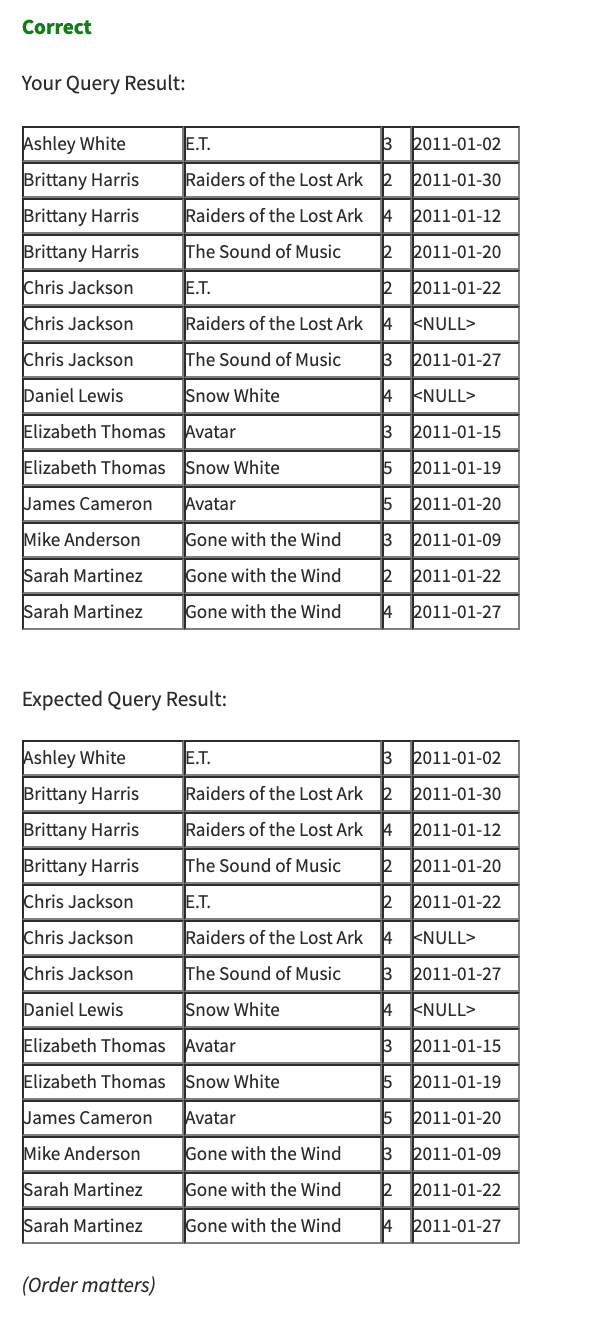 Correct
Your Query Result:
Ashley White E.T. 3 2011-01-02
Brittany Harris Raiders of the Lost Ark 2 2011-01-30
Brittany Harris Raiders of the Lost Ark 4 2011-01-12
Brittany Harris The Sound of Music 2 2011-01-20
Chris Jackson E.T. 2 2011-01-22
Chris Jackson Raiders of the Lost Ark 4 <NULL>
Chris Jackson The Sound of Music 3 2011-01-27
Daniel Lewis Snow White 4 <NULL>
Elizabeth Thomas Avatar 3 2011-01-15
Elizabeth Thomas Snow White 5 2011-01-19
James Cameron Avatar 5 2011-01-20
Mike Anderson Gone with the Wind 3 2011-01-09
Sarah Martinez Gone with the Wind 2 2011-01-22
Sarah Martinez Gone with the Wind 4 2011-01-27
Expected Query Result:
Ashley White E.T. 3 2011-01-02
Brittany Harris Raiders of the Lost Ark 2 2011-01-30
Brittany Harris Raiders of the Lost Ark 4 2011-01-12
Brittany Harris The Sound of Music 2 2011-01-20
Chris Jackson E.T. 2 2011-01-22
Chris Jackson Raiders of the Lost Ark 4 <NULL>
Chris Jackson The Sound of Music 3 2011-01-27
Daniel Lewis Snow White 4 <NULL>
Elizabeth Thomas Avatar 3 2011-01-15
Elizabeth Thomas Snow White 5 2011-01-19
James Cameron Avatar 5 2011-01-20
Mike Anderson Gone with the Wind 3 2011-01-09
Sarah Martinez Gone with the Wind 2 2011-01-22
Sarah Martinez Gone with the Wind 4 2011-01-27
(Order matters)